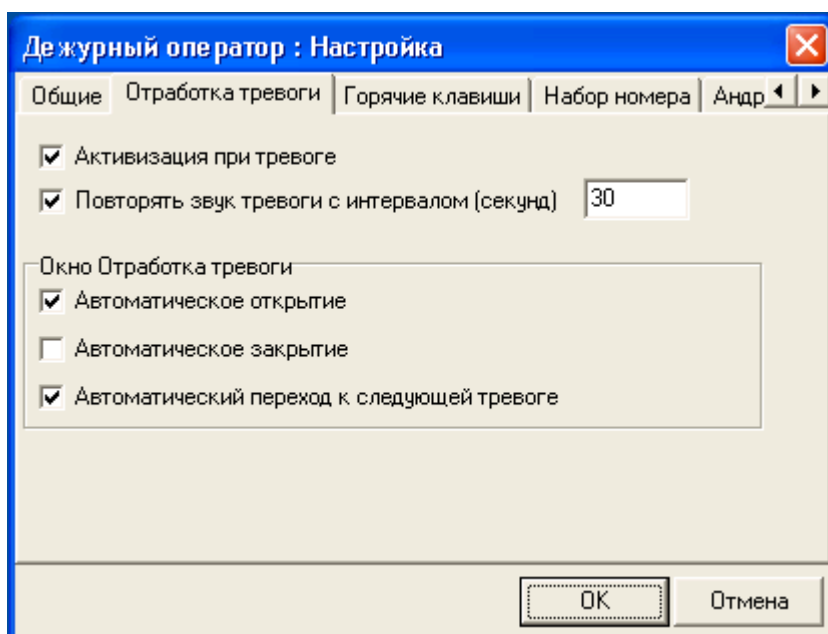 Дежурный оператор : Настройка
Общие Отработка тревоги Горячие клавиши Набор номера Андр
Активизация при тревоге
Повторять звук тревоги с интервалом (секунд) 30
Окно Отработка тревоги
Автоматическое открытие
Автоматическое закрытие
Автоматический переход к следующей тревоге
OK Отмена